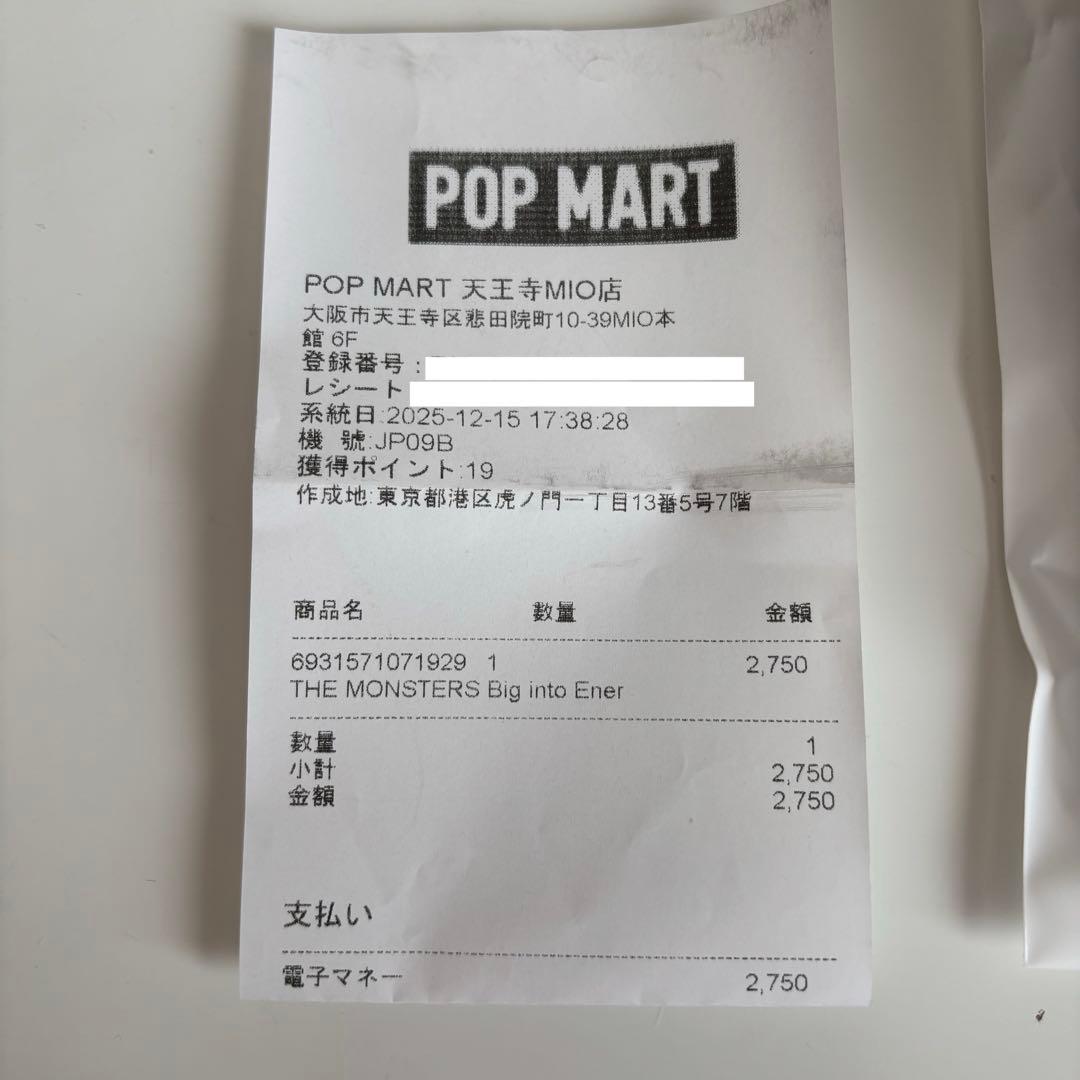 POP MART
POP MART 天王寺MIO店
大阪市天王寺区悲田院町10-39MIO本
館 6F
登録番号:
レシート
系統日:2025-12-15 17:38:28
機 號:JP09B
獲得ポイント:19
作成地:東京都港区虎ノ門一丁目13番5号7階
商品名 數量 金額
6931571071929 1 2,750
THE MONSTERS Big into Ener
數量 1
小計 2,750
金額 2,750
支払い
電子マネー 2,750